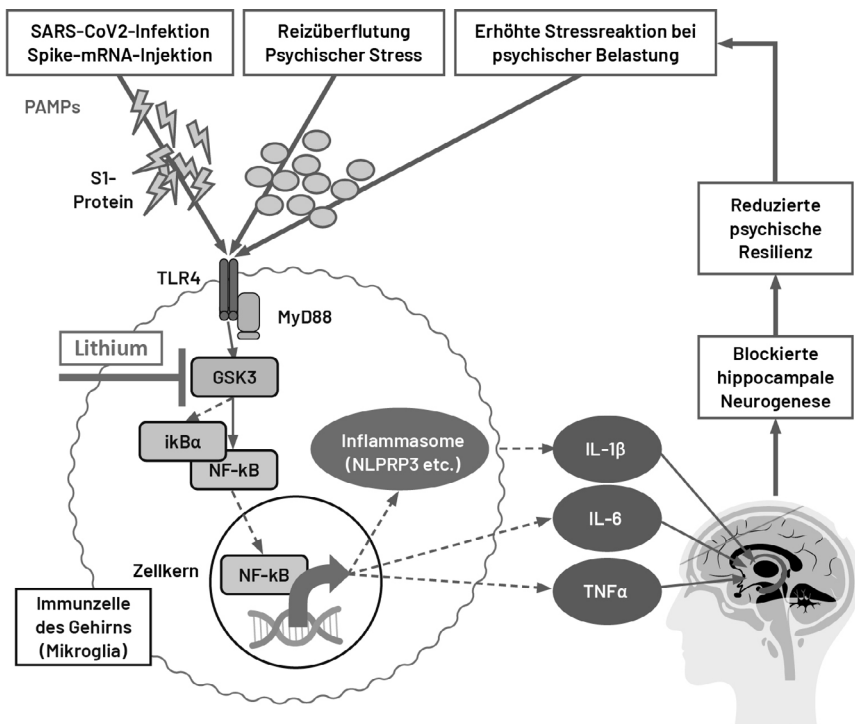 SARS-CoV2-Infektion
Spike-mRNA-Injektion
Reizüberflutung
Psychischer Stress
Erhöhte Stressreaktion bei
psychischer Belastung
PAMPs
S1-
Protein
Reduzierte
psychische
Resilienz
TLR4
MyD88
Lithium
GSK3
Blockierte
hippocampale
Neurogenese
ikBα
NF-kB
Inflammasome
(NLPRP3 etc.)
IL-1β
IL-6
TNFα
Zellkern
NF-kB
Immunzelle
des Gehirns
(Mikroglia)